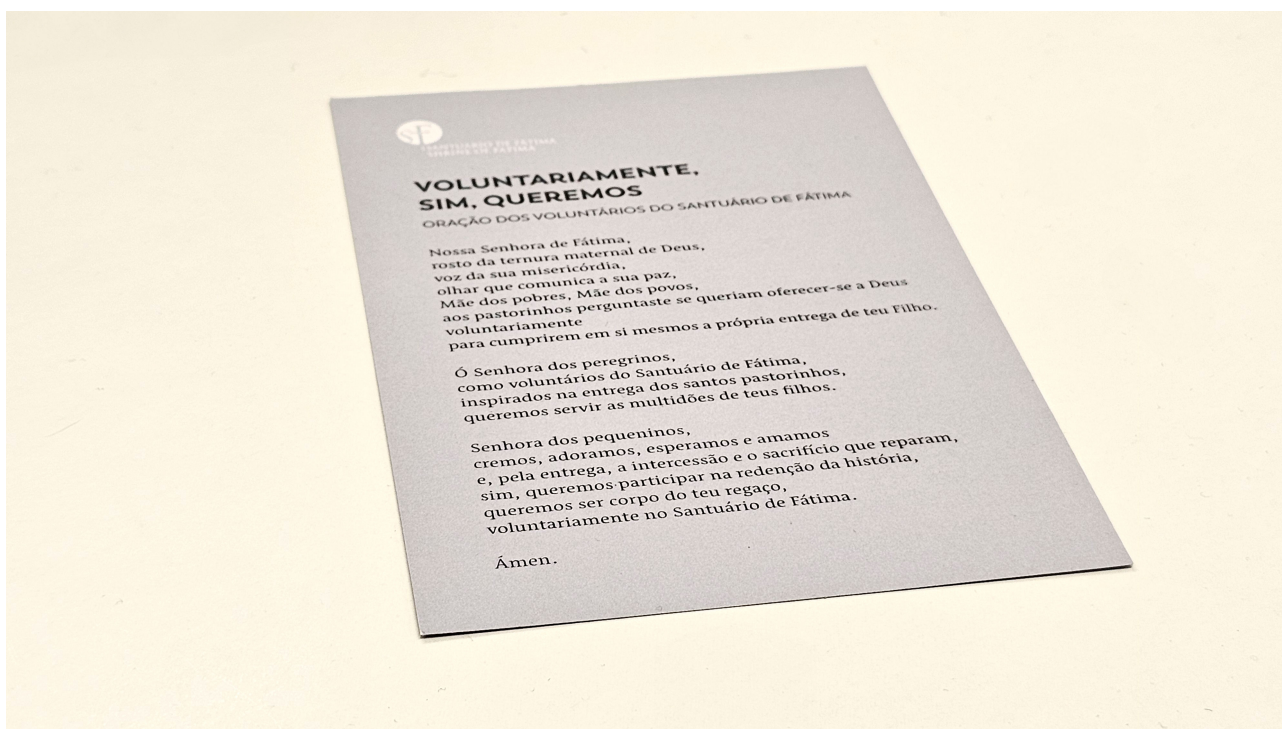 SF
SANTUÁRIO DE FÁTIMA
SHRINE OF FATIMA
VOLUNTARIAMENTE,
SIM, QUEREMOS
ORAÇÃO DOS VOLUNTÁRIOS DO SANTUÁRIO DE FÁTIMA
Nossa Senhora de Fátima,
rosto da ternura maternal de Deus,
voz da sua misericórdia,
olhar que comunica a sua paz,
Mãe dos pobres, Mãe dos povos,
aos pastorinhos perguntaste se queriam oferecer-se a Deus
voluntariamente
para cumprirem em si mesmos a própria entrega de teu Filho.
Ó Senhora dos peregrinos,
como voluntários do Santuário de Fátima,
inspirados na entrega dos santos pastorinhos,
queremos servir as multidões de teus filhos.
Senhora dos pequeninos,
cremos, adoramos, esperamos e amamos
e, pela entrega, a intercessão e o sacrifício que reparam,
sim, queremos participar na redenção da história,
queremos ser corpo do teu regaço,
voluntariamente no Santuário de Fátima.
Ámen.